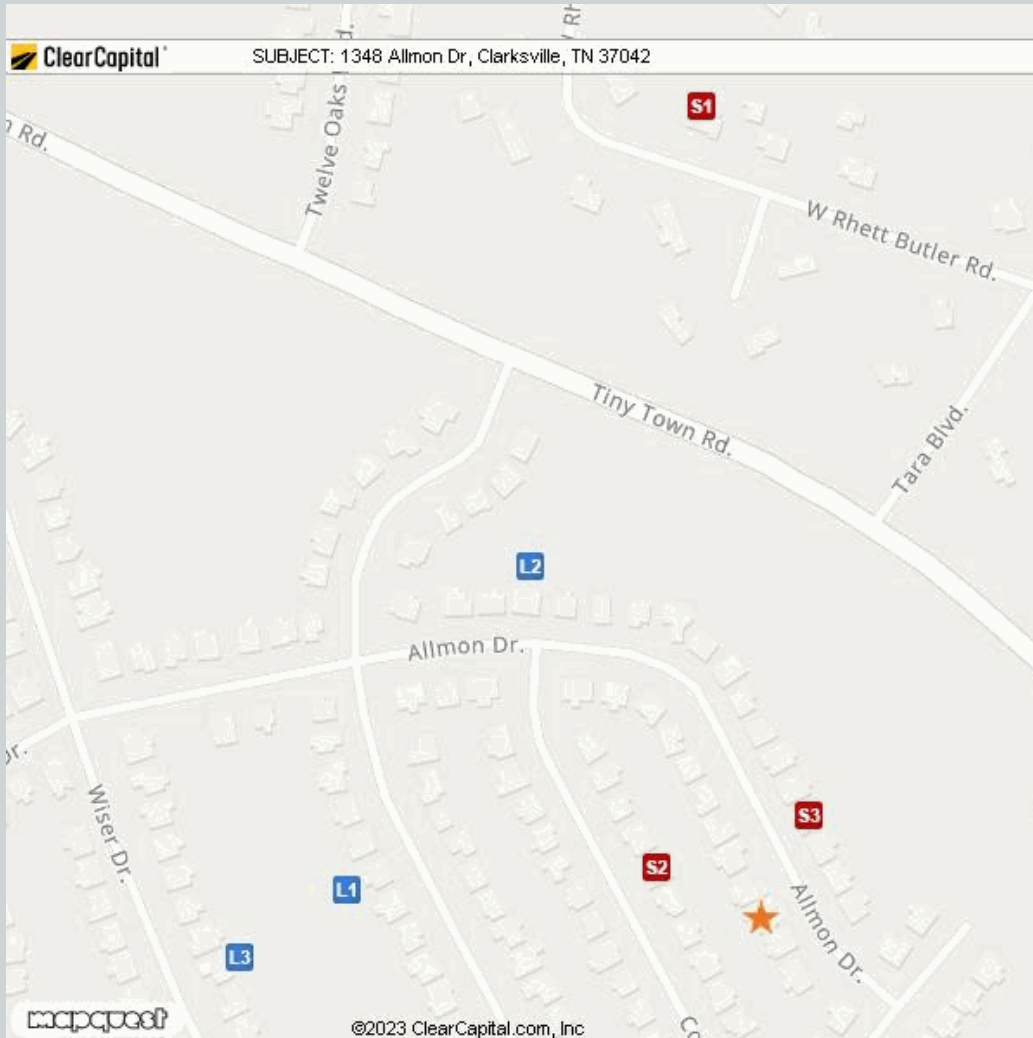 ClearCapital
SUBJECT: 1348 Allmon Dr, Clarksville, TN 37042
S1
Rd.
Twelve Oaks
W Rhett Butler Rd.
Tiny Town Rd.
Tara Blvd.
L2
Allmon Dr.
Dr.
Wiser Dr.
S3
S2
L1
Allmon Dr.
L3
mapquest
©2023 ClearCapital.com, Inc